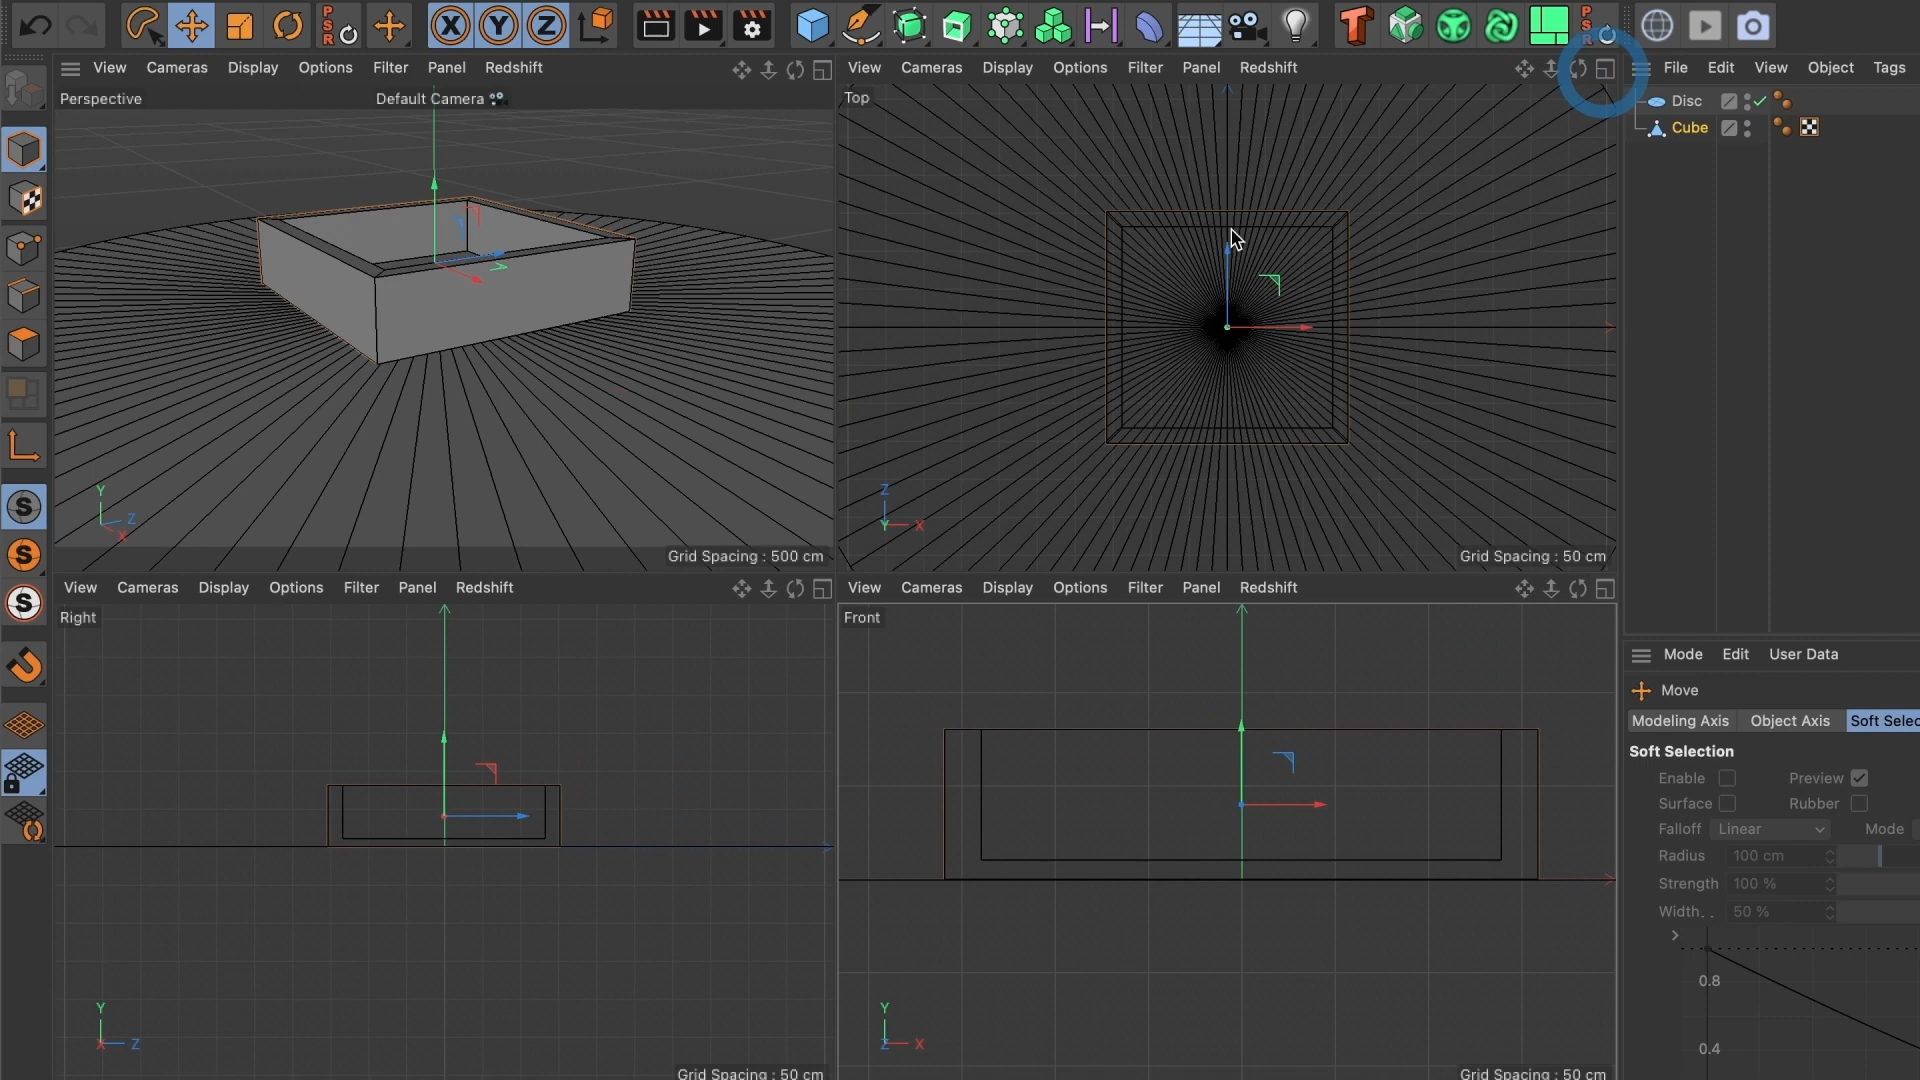 P
S
R
X Y Z
P
S
R
View Cameras Display Options Filter Panel Redshift
View Cameras Display Options Filter Panel Redshift
File Edit View Object Tags
Perspective Default Camera
Top
Disc
Cube
Y
Z
X
Grid Spacing : 500 cm
Z
Y X
Grid Spacing : 50 cm
S
S
S
View Cameras Display Options Filter Panel Redshift
View Cameras Display Options Filter Panel Redshift
Right
Front
Y
X Z
Grid Spacing : 50 cm
Y
Z X
Grid Spacing : 50 cm
Mode Edit User Data
Move
Modeling Axis Object Axis Soft Selec
Soft Selection
Enable Preview
Surface Rubber
Falloff Linear Mode
Radius 100 cm
Strength 100 %
Width. . 50 %
0.8
0.4